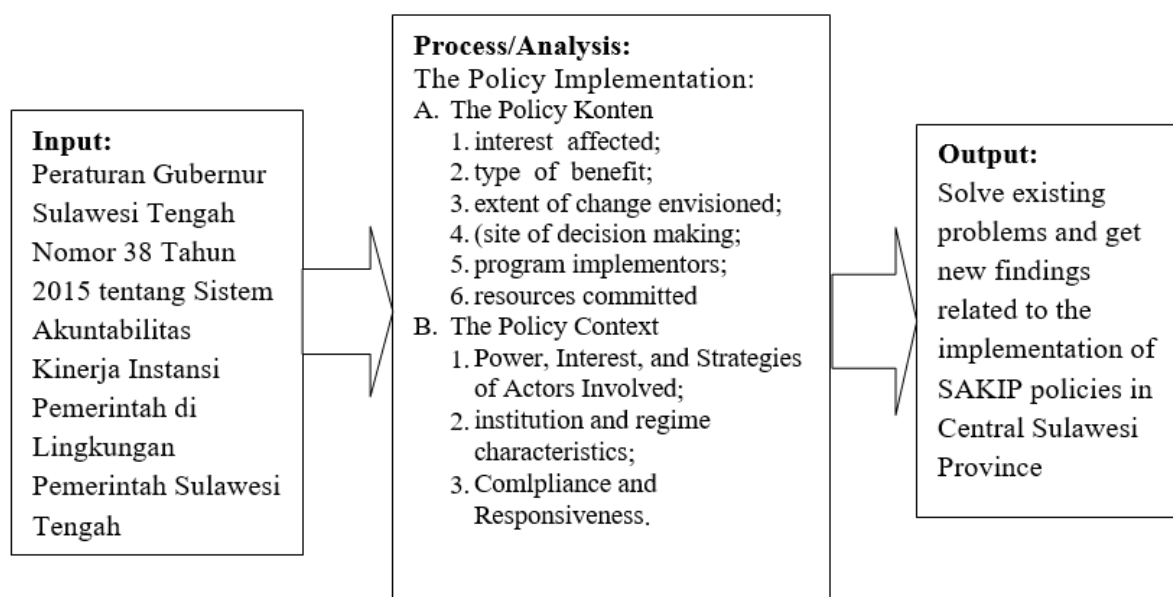 Input:
Peraturan Gubernur
Sulawesi Tengah
Nomor 38 Tahun
2015 tentang Sistem
Akuntabilitas
Kinerja Instansi
Pemerintah di
Lingkungan
Pemerintah Sulawesi
Tengah
Process/Analysis:
The Policy Implementation:
A. The Policy Konten
1. interest affected;
2. type of benefit;
3. extent of change envisioned;
4. (site of decision making;
5. program implementors;
6. resources committed
B. The Policy Context
1. Power, Interest, and Strategies
of Actors Involved;
2. institution and regime
characteristics;
3. Comlpliance and
Responsiveness.
Output:
Solve existing
problems and get
new findings
related to the
implementation of
SAKIP policies in
Central Sulawesi
Province